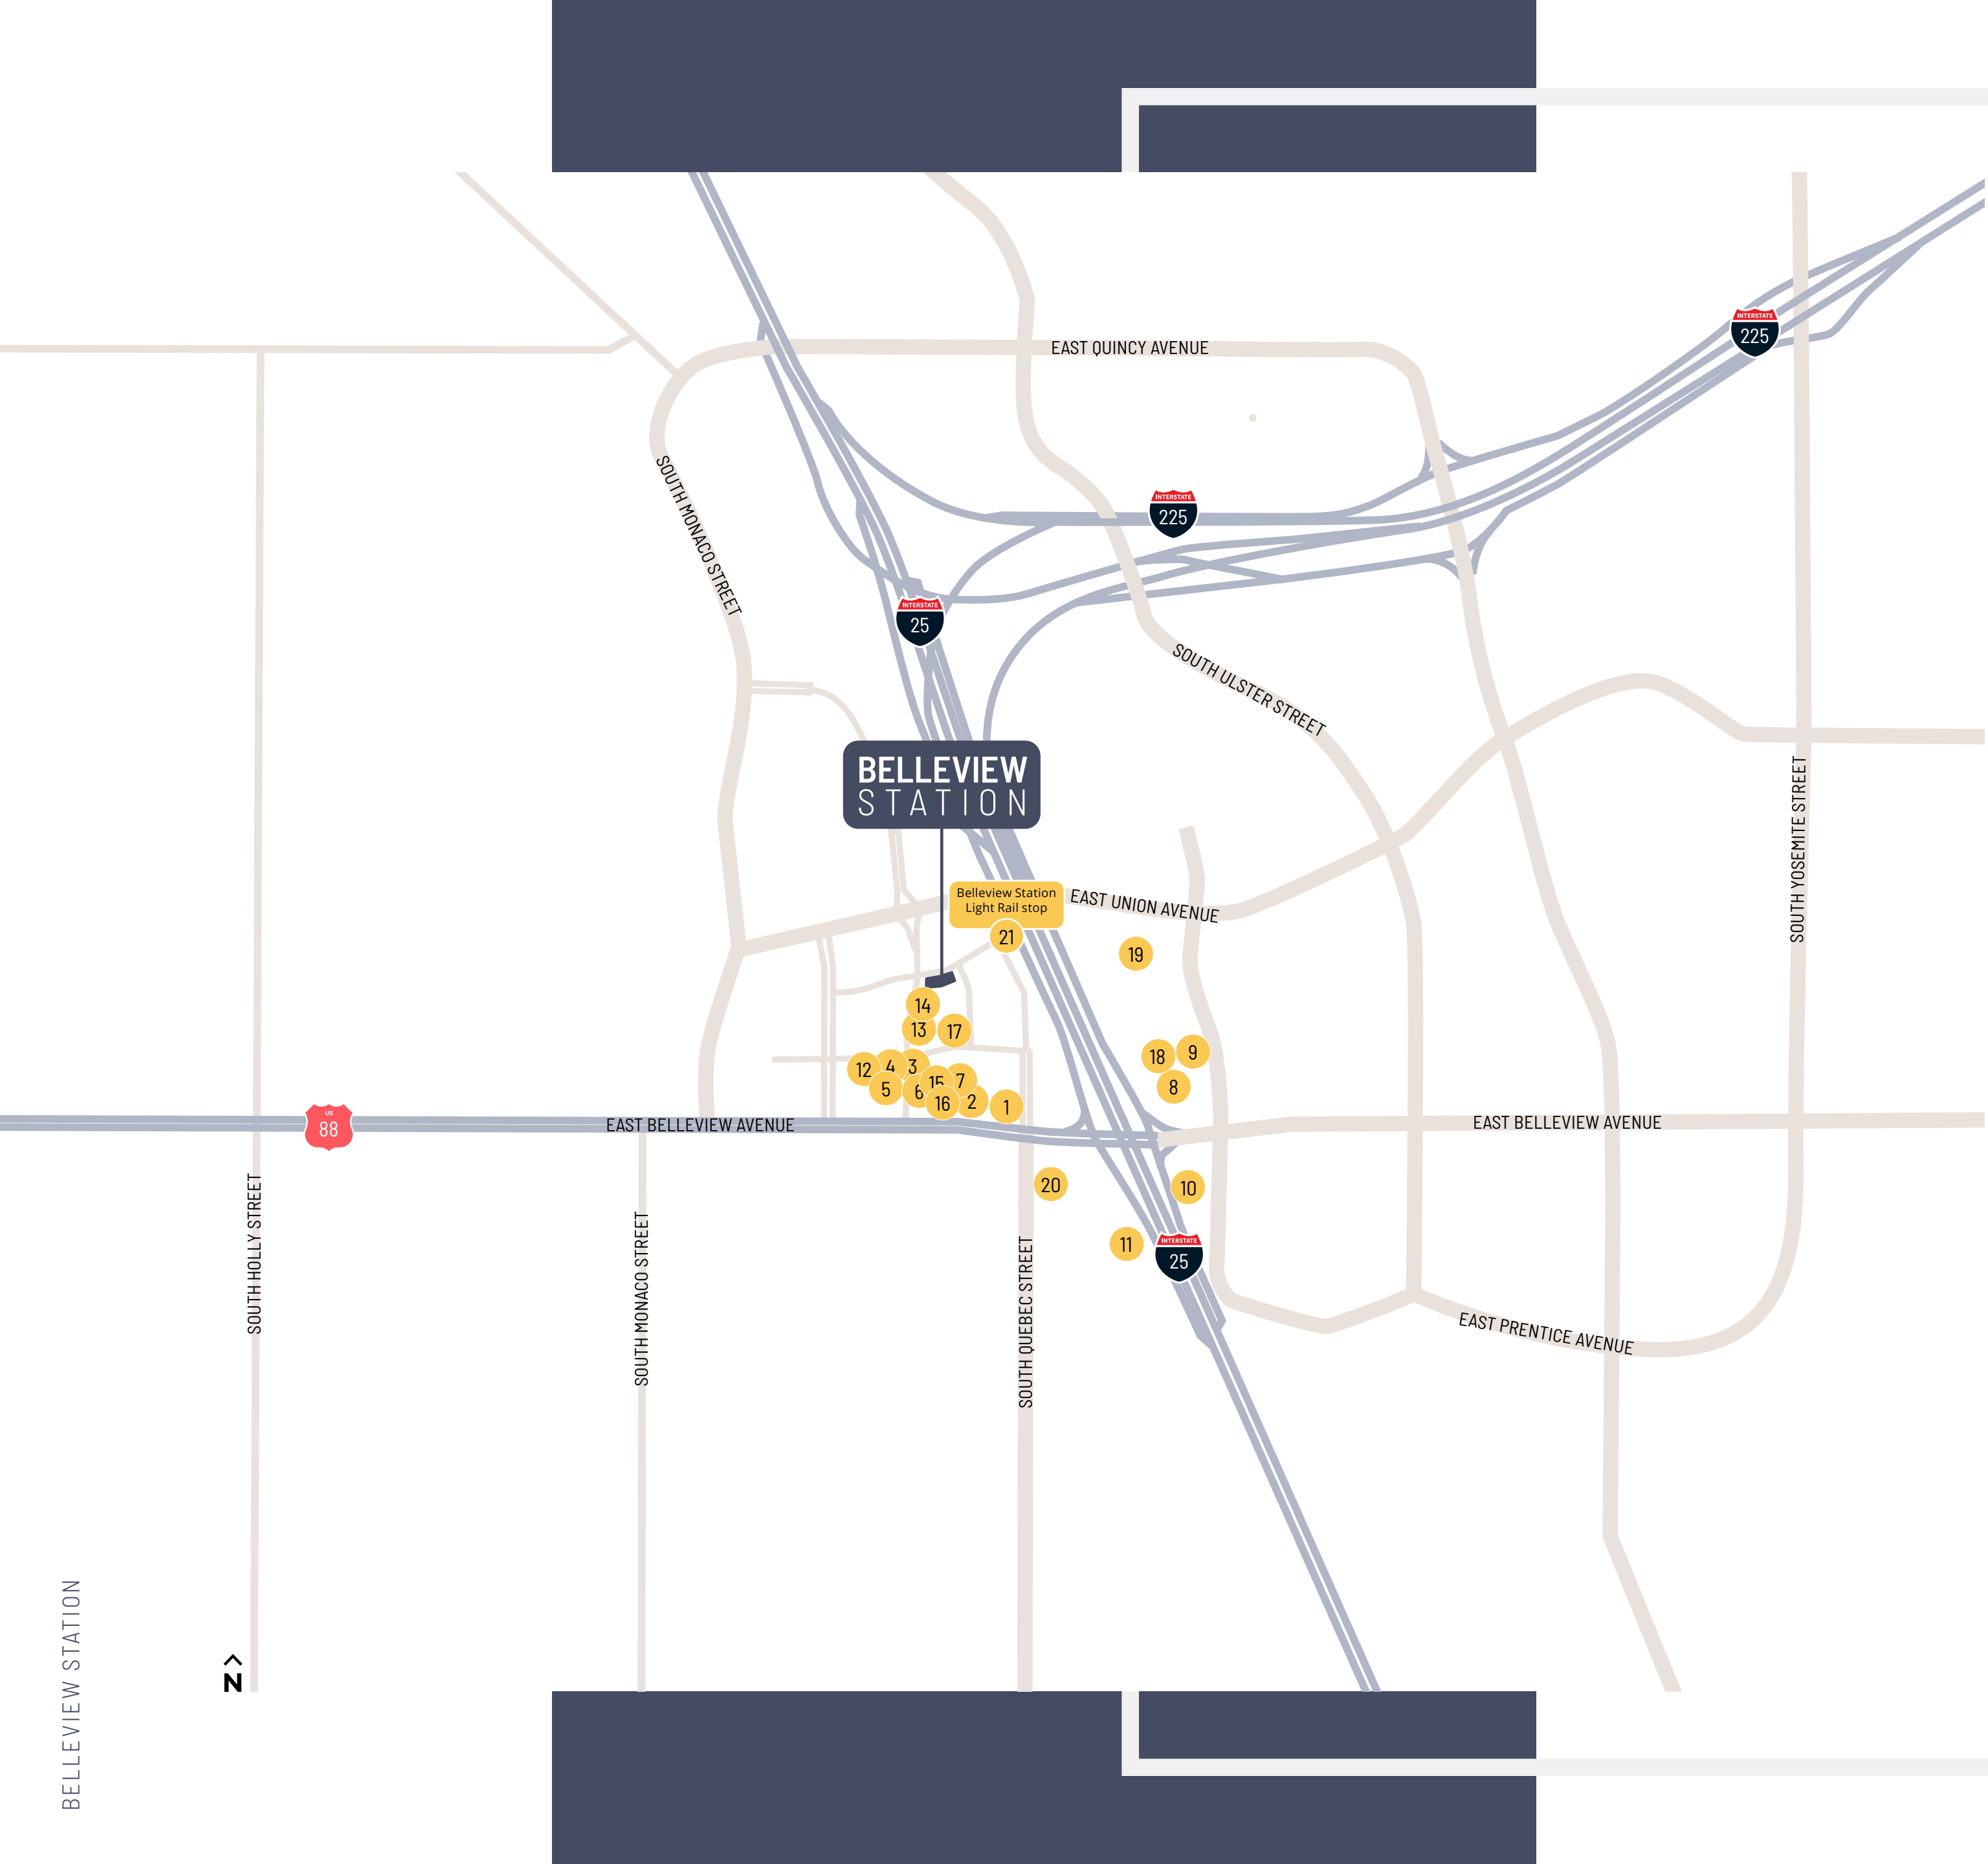 INTERSTATE
225
EAST QUINCY AVENUE
SOUTH MONACO STREET
INTERSTATE
225
INTERSTATE
25
SOUTH ULSTER STREET
BELLEVIEW
STATION
SOUTH YOSEMITE STREET
Belleview Station
Light Rail stop
EAST UNION AVENUE
21
19
14
13
17
12
4
3
18
9
5
6
15
7
8
16
2
1
US
88
EAST BELLEVIEW AVENUE
EAST BELLEVIEW AVENUE
20
10
SOUTH HOLLY STREET
SOUTH MONACO STREET
SOUTH QUEBEC STREET
11
INTERSTATE
25
EAST PRENTICE AVENUE
BELLEVIEW STATION
N